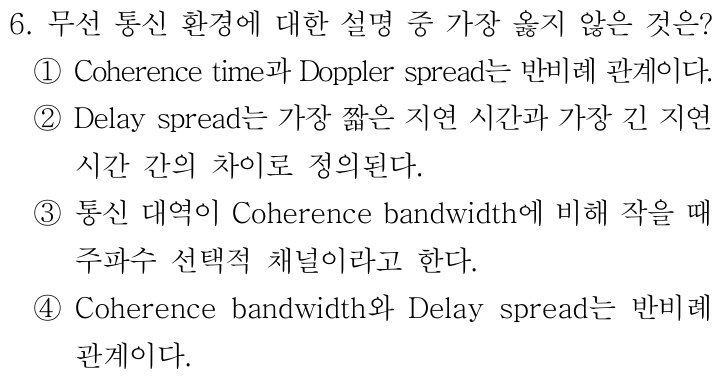 6. 무선 통신 환경에 대한 설명 중 가장 옳지 않은 것은?
① Coherence time과 Doppler spread는 반비례 관계이다.
② Delay spread는 가장 짧은 지연 시간과 가장 긴 지연
시간 간의 차이로 정의된다.
③ 통신 대역이 Coherence bandwidth에 비해 작을 때
주파수 선택적 채널이라고 한다.
④ Coherence bandwidth와 Delay spread는 반비례
관계이다.